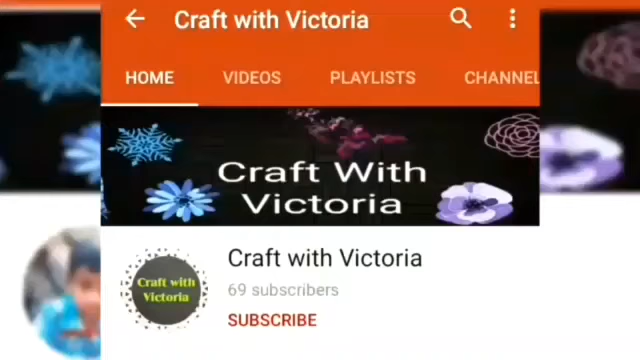 Craft with Victoria
HOME VIDEOS PLAYLISTS CHANNEL
Craft With
Victoria
Craft with
Victoria
Craft with Victoria
69 subscribers
SUBSCRIBE